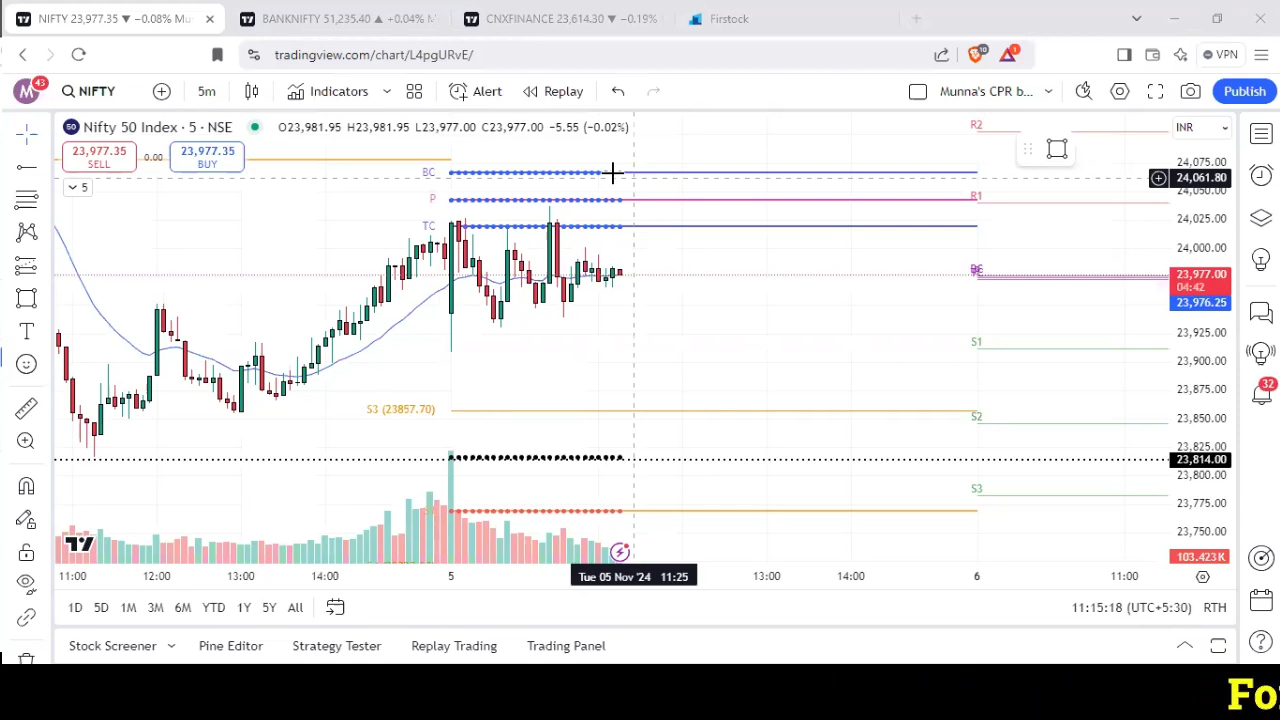 NIFTY 23,977.35 ▼ −0.08% Mu
BANKNIFTY 51,235.40 ▲ +0.04% M
CNXFINANCE 23,614.30 ▼ −0.19%
Firstock
tradingview.com/chart/L4pgURvE/
10
1
VPN
M
43
NIFTY
5m
Indicators
Alert
Replay
Munna's CPR b...
Publish
50
Nifty 50 Index · 5 · NSE
O23,981.95 H23,981.95 L23,977.00 C23,977.00 −5.55 (−0.02%)
23,977.35
SELL
0.00
23,977.35
BUY
5
INR
R2
BC
P
TC
R1
S1
S2
S3
S3 (23857.70)
24,075.00
24,061.80
24,050.00
24,025.00
24,000.00
23,977.00
04:42
23,976.25
23,925.00
23,900.00
23,875.00
23,850.00
23,825.00
23,814.00
23,800.00
23,775.00
23,750.00
103.423K
32
11:00
12:00
13:00
14:00
5
Tue 05 Nov '24 11:25
13:00
14:00
6
11:00
1D
5D
1M
3M
6M
YTD
1Y
5Y
All
11:15:18 (UTC+5:30)
RTH
Stock Screener
Pine Editor
Strategy Tester
Replay Trading
Trading Panel
Fo